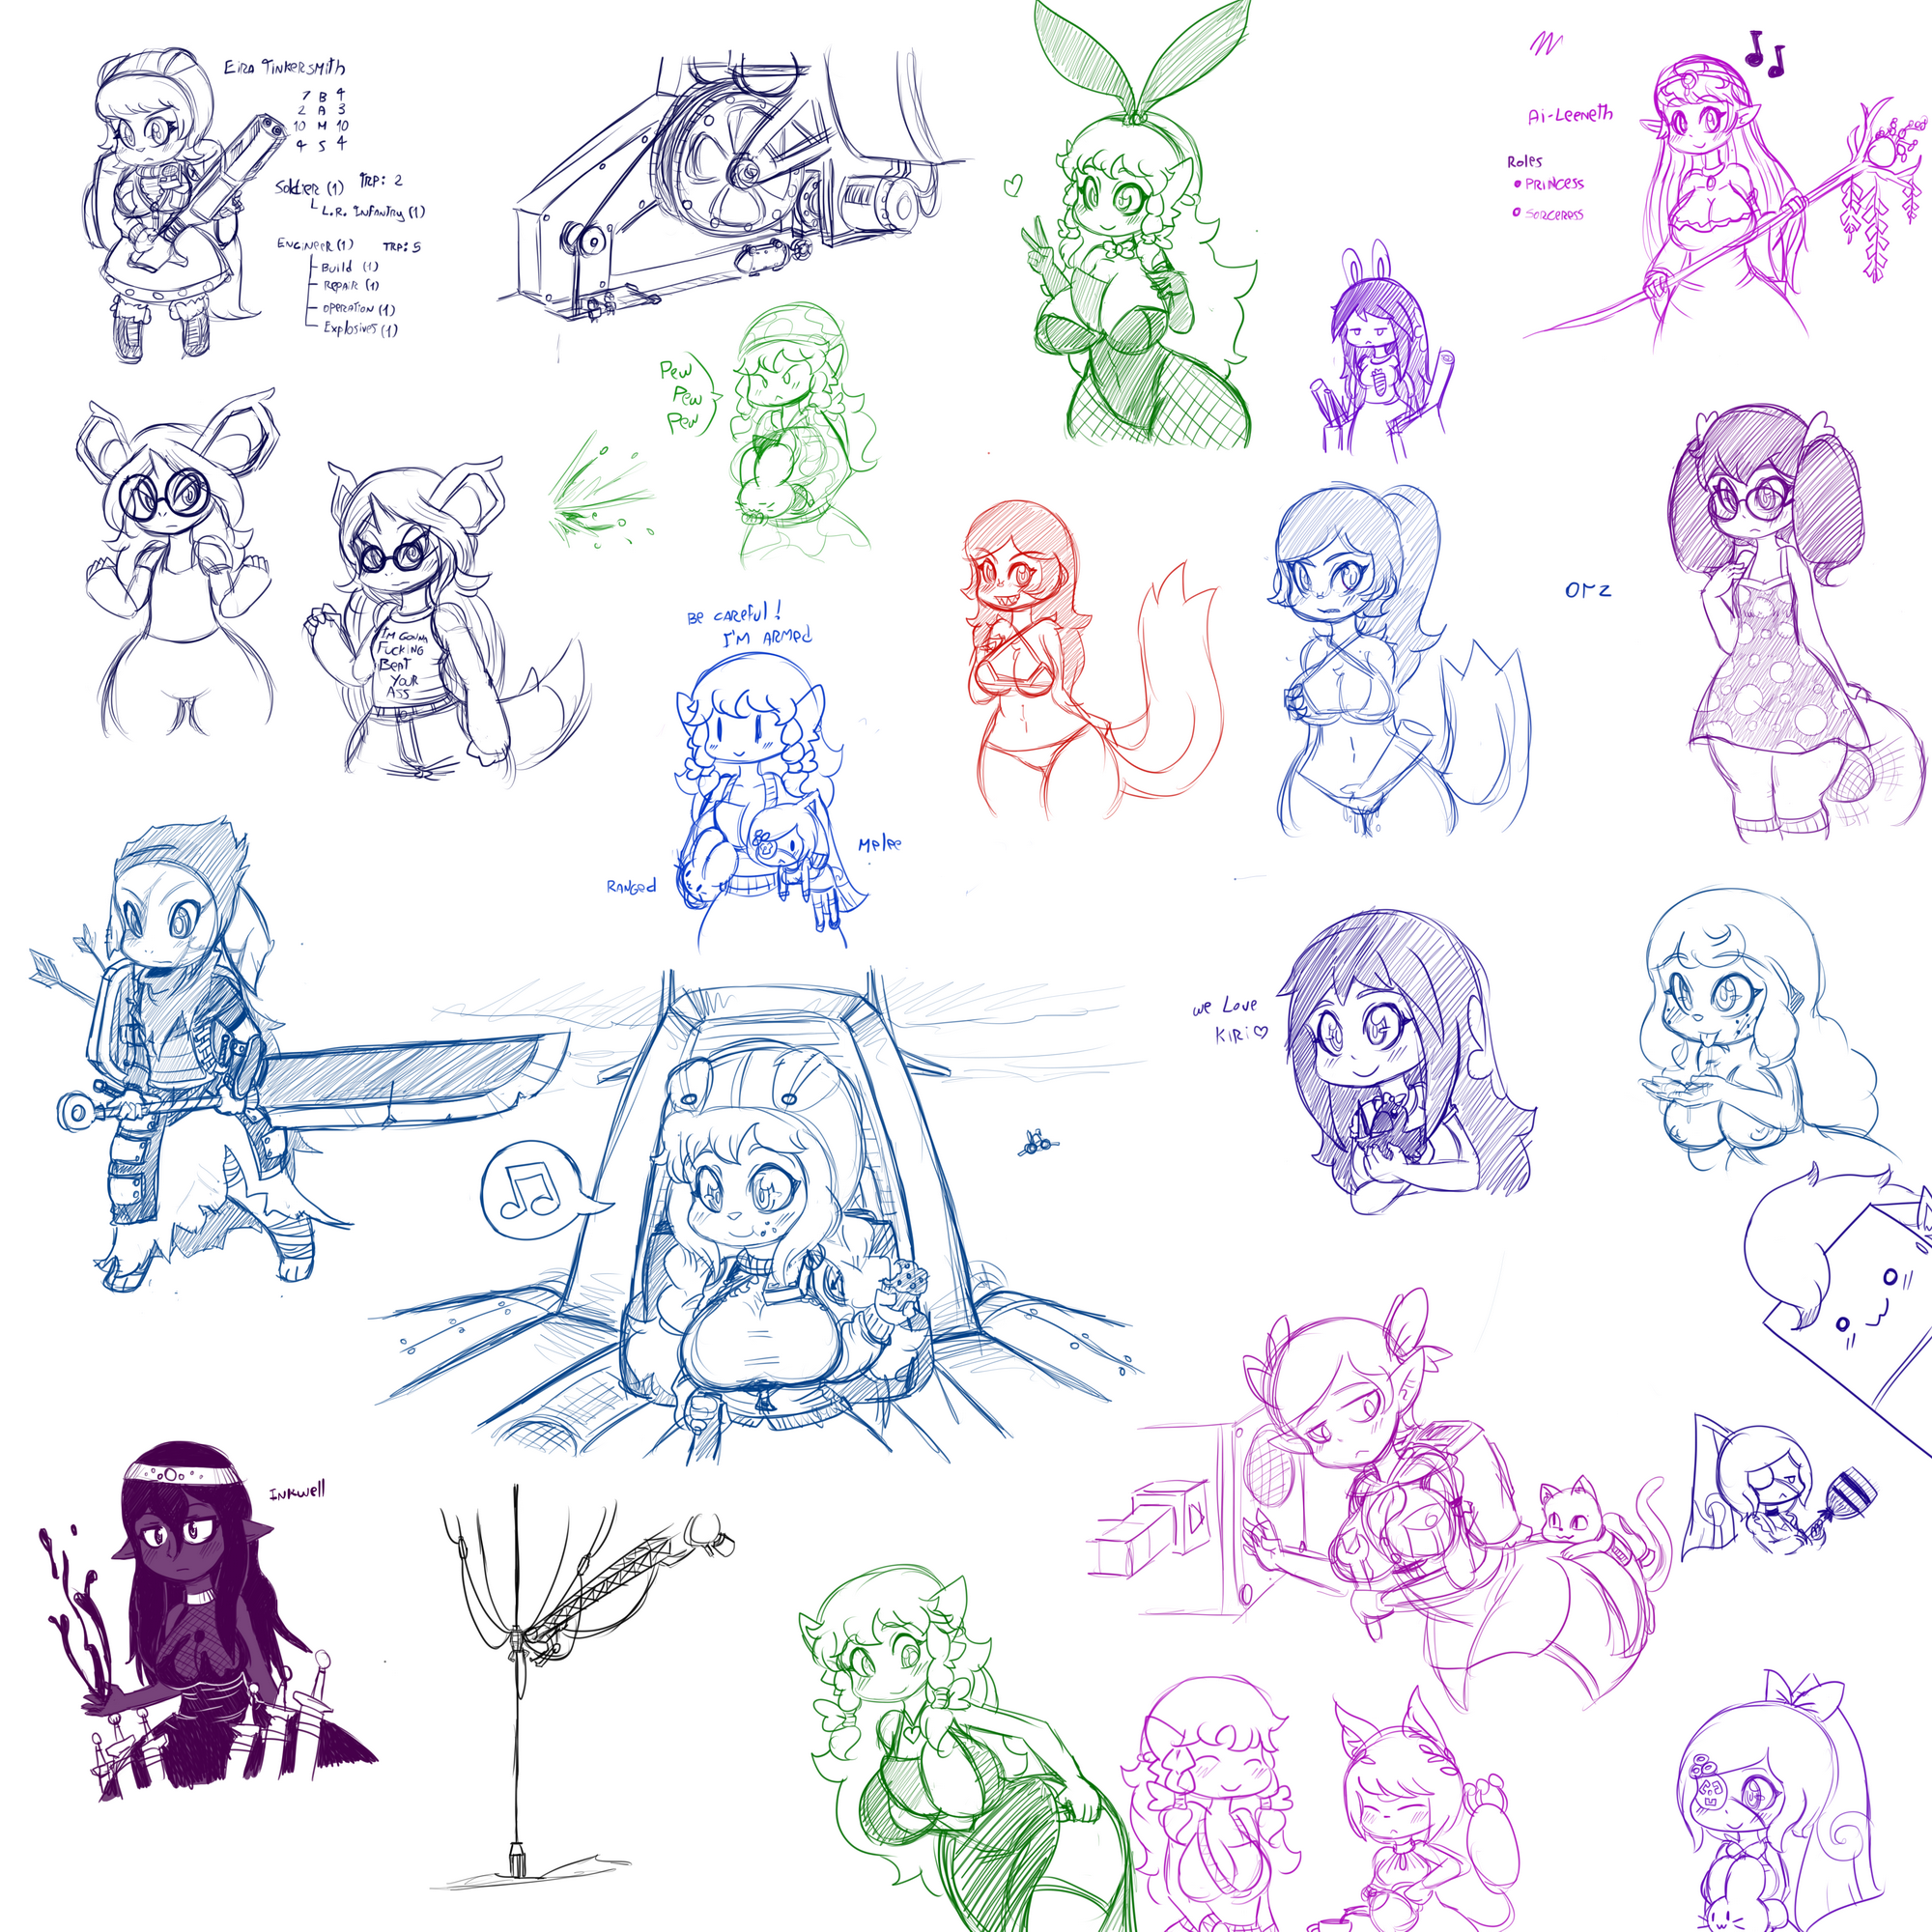 Eira Tinkersmith
7 B 4
2 A 3
10 M 10
4 S 4
Soldier (1) TRP: 2
L.R. Infantry (1)
Engineer (1) TRP: 5
Build (1)
Repair (1)
Operation (1)
Explosives (1)
Ai-Leeneth
Roles
• Princess
• Sorceress
Pew
Pew
Pew
I'm Gonna
Fucking
Beat
Your
Ass
Be careful!
I'm armed
Ranged
Melee
orz
We Love
Kiri♡
Inkwell